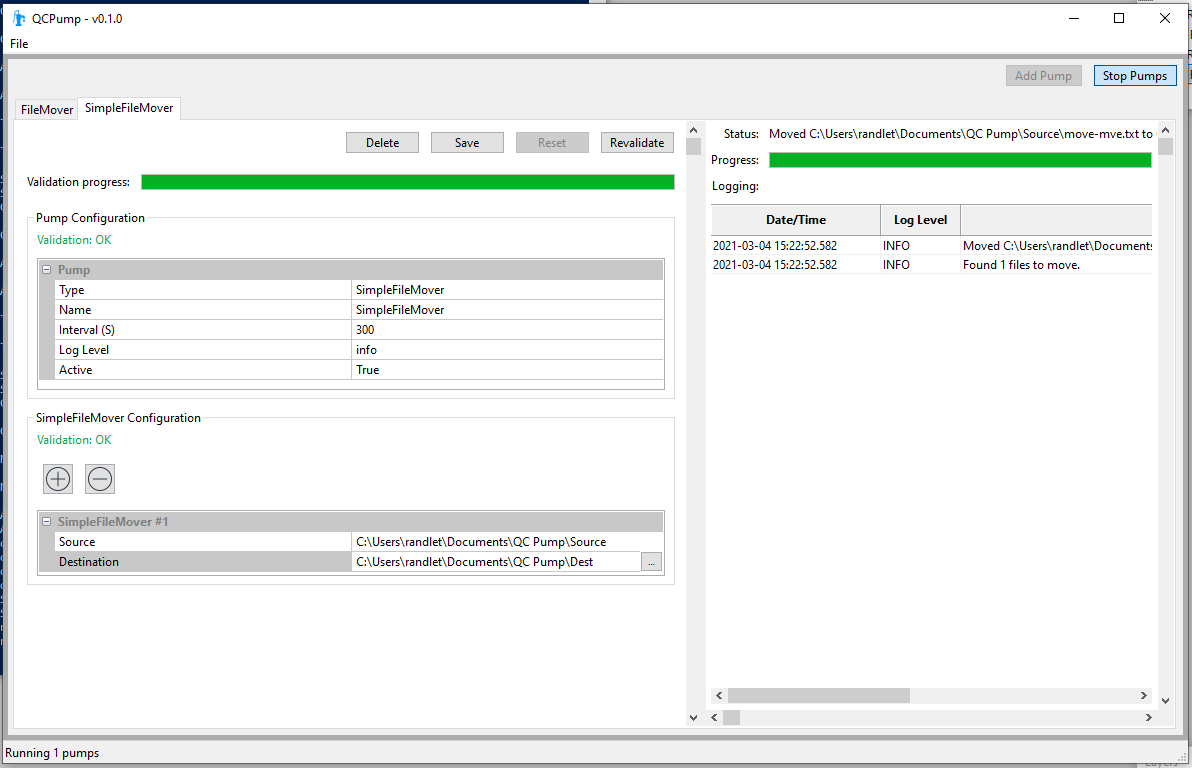 QCPump - v0.1.0
File
Add Pump
Stop Pumps
FileMover
SimpleFileMover
Delete
Save
Reset
Revalidate
Validation progress:
Pump Configuration
Validation: OK
Pump
Type SimpleFileMover
Name SimpleFileMover
Interval (S) 300
Log Level info
Active True
SimpleFileMover Configuration
Validation: OK
SimpleFileMover #1
Source C:\Users\randlet\Documents\QC Pump\Source
Destination C:\Users\randlet\Documents\QC Pump\Dest
...
Status: Moved C:\Users\randlet\Documents\QC Pump\Source\move-mve.txt to
Progress:
Logging:
Date/Time Log Level
2021-03-04 15:22:52.582 INFO Moved C:\Users\randlet\Documents
2021-03-04 15:22:52.582 INFO Found 1 files to move.
Running 1 pumps